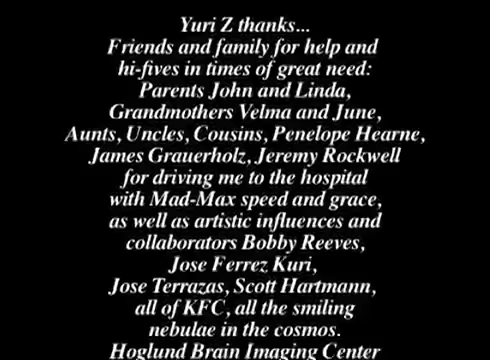 Yuri Z thanks...
Friends and family for help and
hi-fives in times of great need:
Parents John and Linda,
Grandmothers Velma and June,
Aunts, Uncles, Cousins, Penelope Hearne,
James Grauerholz, Jeremy Rockwell
for driving me to the hospital
with Mad-Max speed and grace,
as well as artistic influences and
collaborators Bobby Reeves,
Jose Ferrez Kuri,
Jose Terrazas, Scott Hartmann,
all of KFC, all the smiling
nebulae in the cosmos.
Hoglund Brain Imaging Center